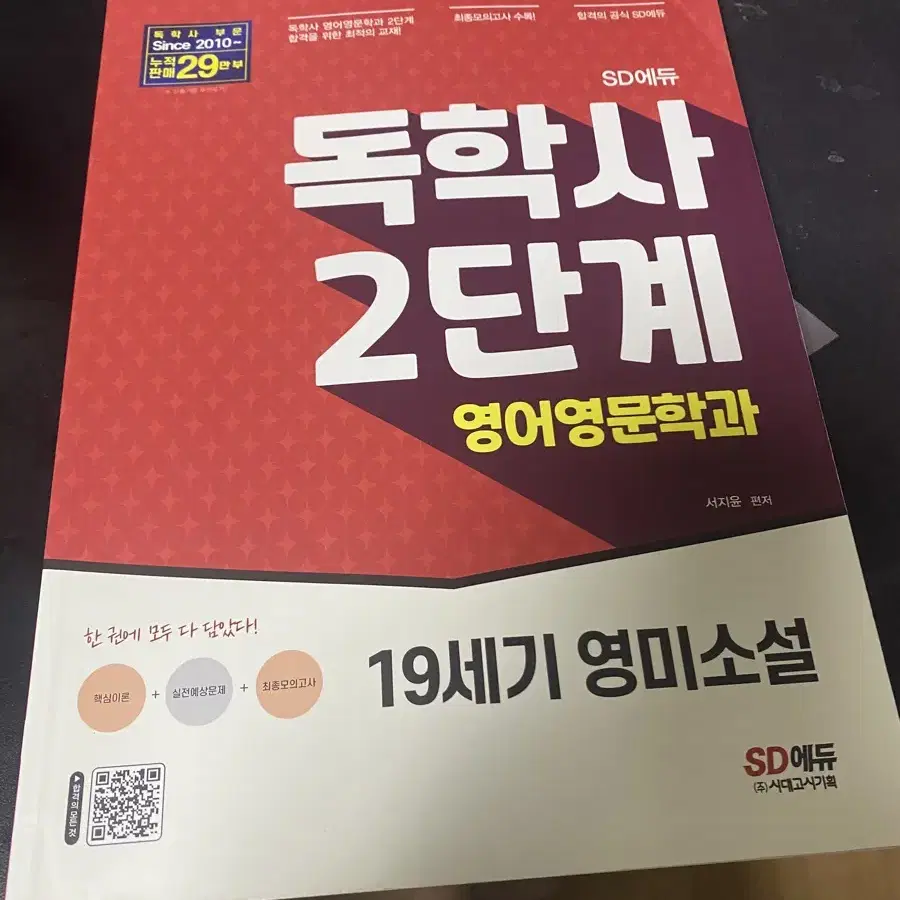 독학사 부문
Since 2010~
누적
판매 29만 부
독학사 영어영문학과 2단계
합격을 위한 최적의 교재!
최종모의고사 수록!
합격의 공식 SD에듀
SD에듀
독학사
2단계
영어영문학과
서지윤 편저
한 권에 모두 다 담았다!
핵심이론 + 실전예상문제 + 최종모의고사
19세기 영미소설
▶합격의 모든 것
SD에듀
㈜시대고시기획